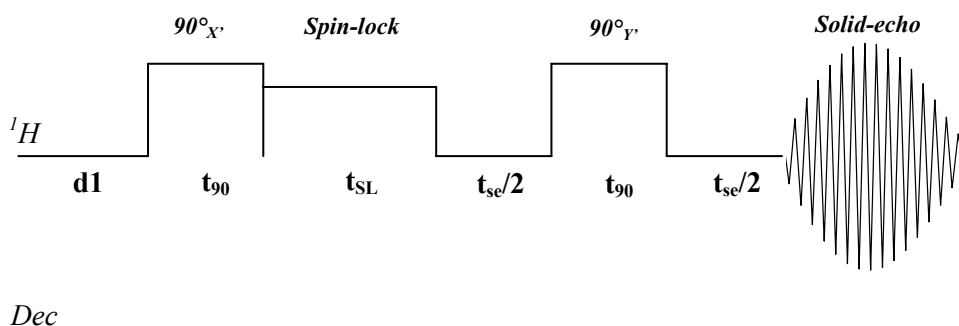 90°X' Spin-lock 90°Y' Solid-echo
1H
d1 t90 tSL tse/2 t90 tse/2
Dec